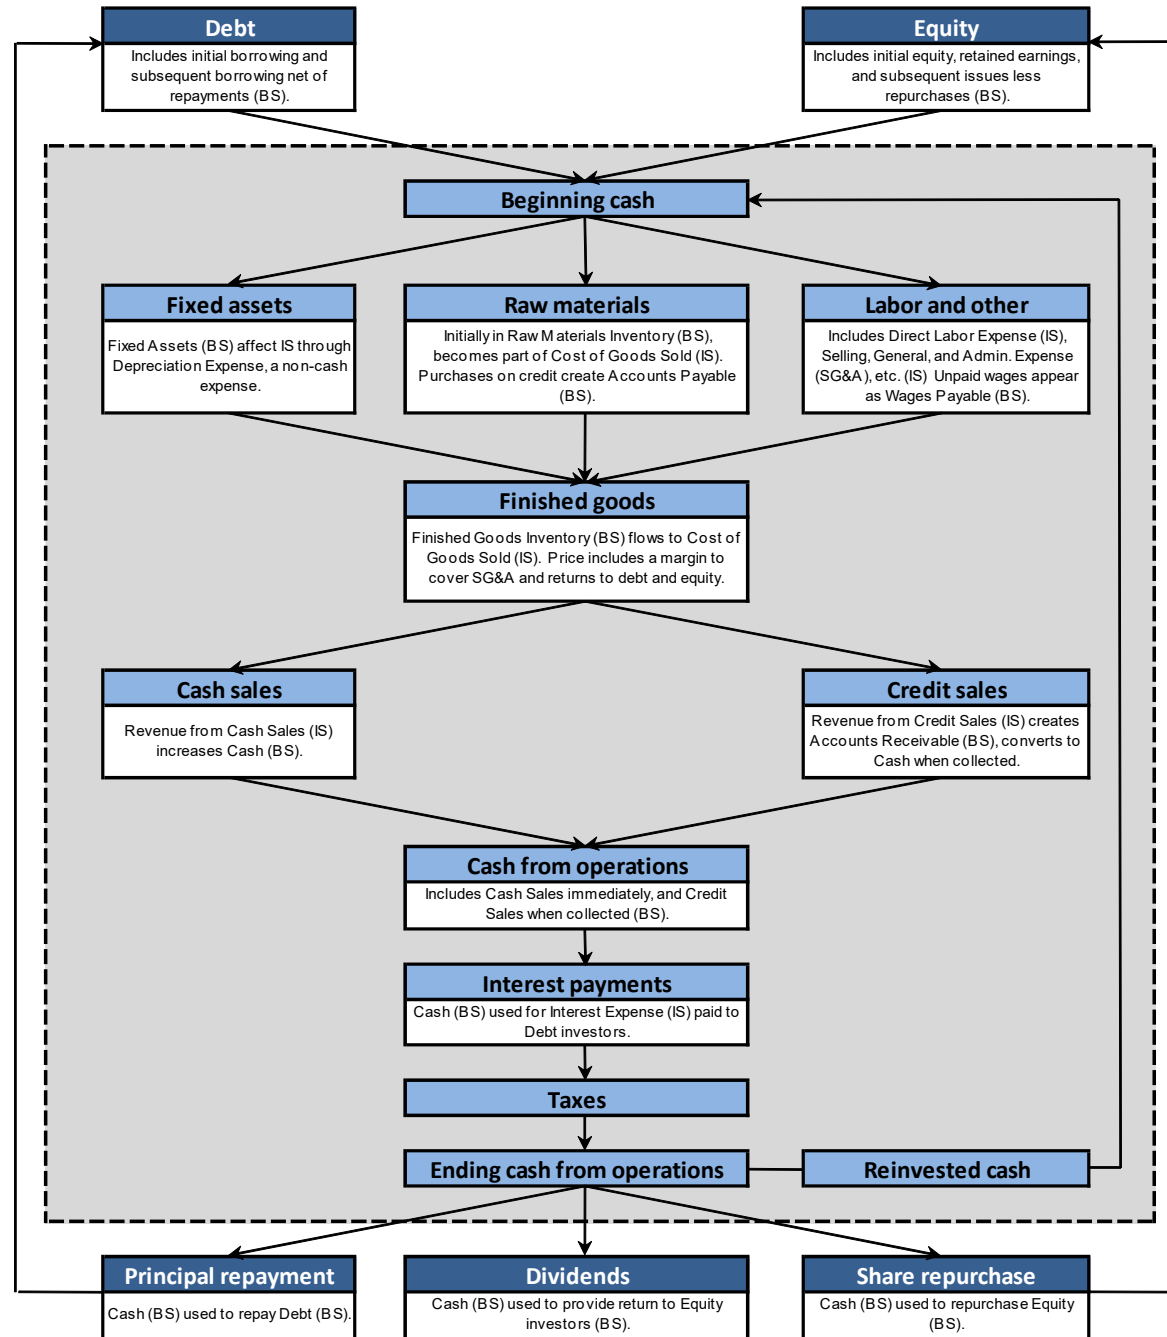 Debt
Includes initial borrowing and
subsequent borrowing net of
repayments (BS).
Equity
Includes initial equity, retained earnings,
and subsequent issues less
repurchases (BS).
Beginning cash
Fixed assets
Fixed Assets (BS) affect IS through
Depreciation Expense, a non-cash
expense.
Raw materials
Initially in Raw Materials Inventory (BS),
becomes part of Cost of Goods Sold (IS).
Purchases on credit create Accounts Payable
(BS).
Labor and other
Includes Direct Labor Expense (IS),
Selling, General, and Admin. Expense
(SG&A), etc. (IS) Unpaid wages appear
as Wages Payable (BS).
Finished goods
Finished Goods Inventory (BS) flows to Cost of
Goods Sold (IS). Price includes a margin to
cover SG&A and returns to debt and equity.
Cash sales
Revenue from Cash Sales (IS)
increases Cash (BS).
Credit sales
Revenue from Credit Sales (IS) creates
Accounts Receivable (BS), converts to
Cash when collected.
Cash from operations
Includes Cash Sales immediately, and Credit
Sales when collected (BS).
Interest payments
Cash (BS) used for Interest Expense (IS) paid to
Debt investors.
Taxes
Ending cash from operations
Reinvested cash
Principal repayment
Cash (BS) used to repay Debt (BS).
Dividends
Cash (BS) used to provide return to Equity
investors (BS).
Share repurchase
Cash (BS) used to repurchase Equity
(BS).